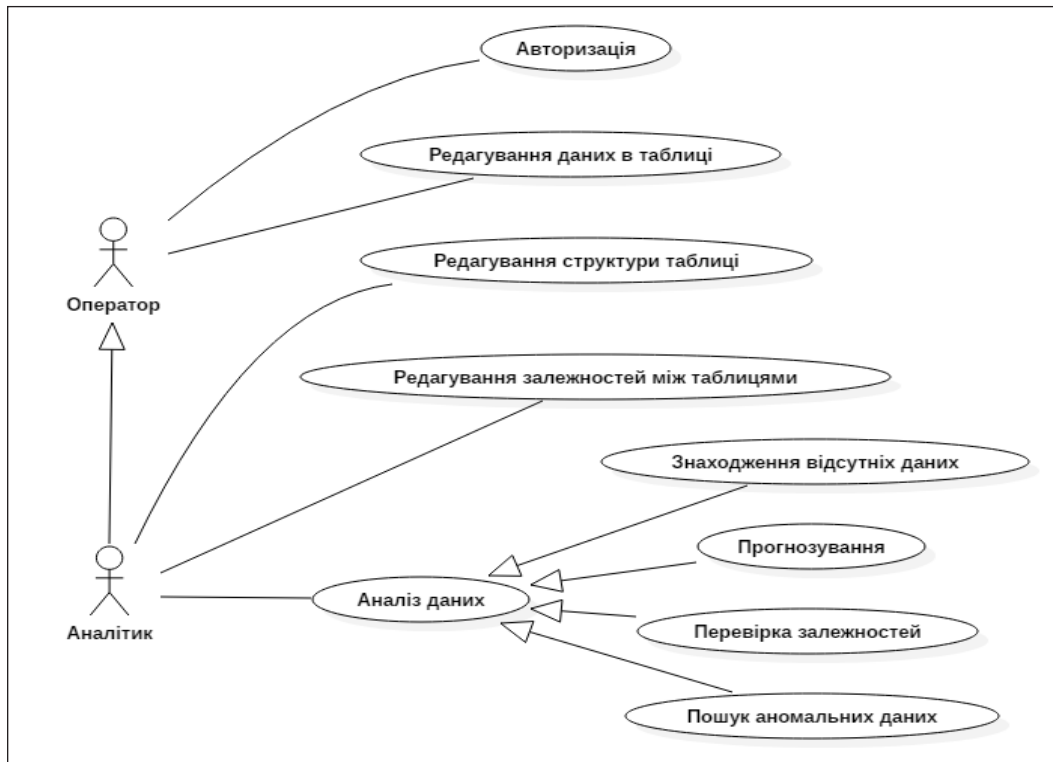 Авторизація
Редагування даних в таблиці
Редагування структури таблиці
Оператор
Редагування залежностей між таблицями
Знаходження відсутніх даних
Прогнозування
Аналіз даних
Аналітик
Перевірка залежностей
Пошук аномальних даних